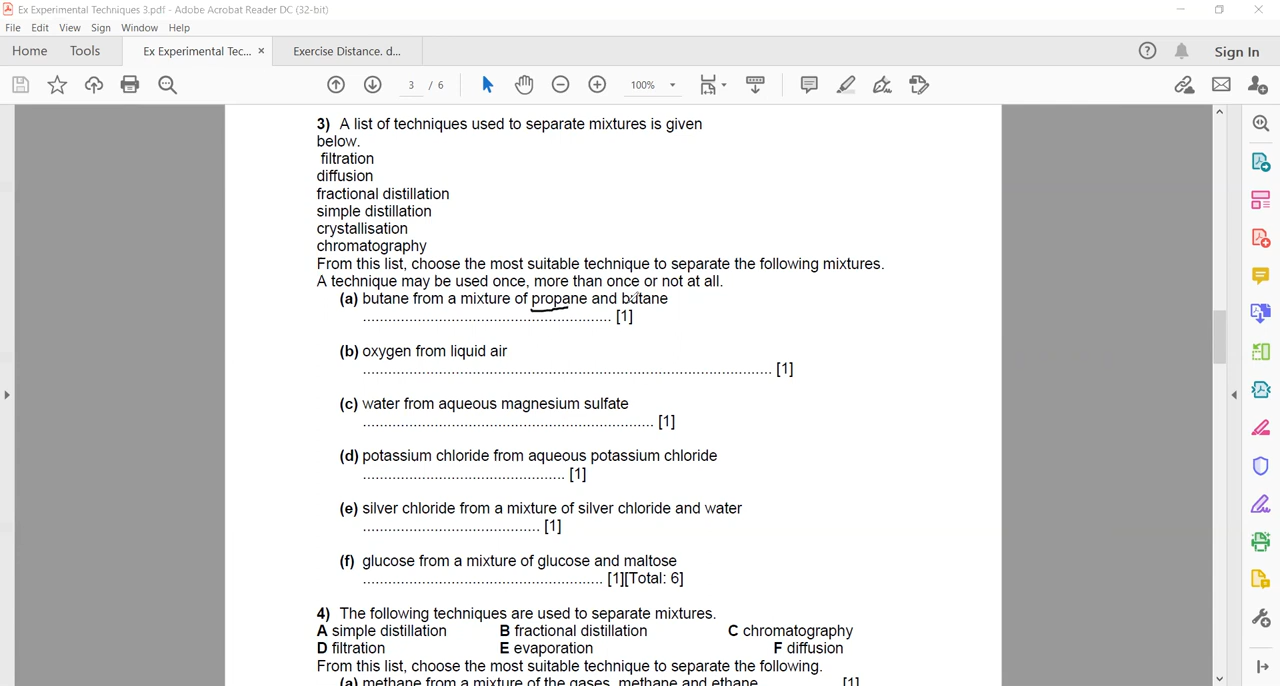 Ex Experimental Techniques 3.pdf - Adobe Acrobat Reader DC (32-bit)
File Edit View Sign Window Help
Home Tools Ex Experimental Tec... × Exercise Distance. d... Sign In
3 / 6 100%
3) A list of techniques used to separate mixtures is given
below.
filtration
diffusion
fractional distillation
simple distillation
crystallisation
chromatography
From this list, choose the most suitable technique to separate the following mixtures.
A technique may be used once, more than once or not at all.
(a) butane from a mixture of propane and butane
........................................................... [1]
(b) oxygen from liquid air
................................................................................................. [1]
(c) water from aqueous magnesium sulfate
..................................................................... [1]
(d) potassium chloride from aqueous potassium chloride
................................................ [1]
(e) silver chloride from a mixture of silver chloride and water
.......................................... [1]
(f) glucose from a mixture of glucose and maltose
......................................................... [1][Total: 6]
4) The following techniques are used to separate mixtures.
A simple distillation B fractional distillation C chromatography
D filtration E evaporation F diffusion
From this list, choose the most suitable technique to separate the following.
(a) methane from a mixture of the gases, methane and ethane [1]